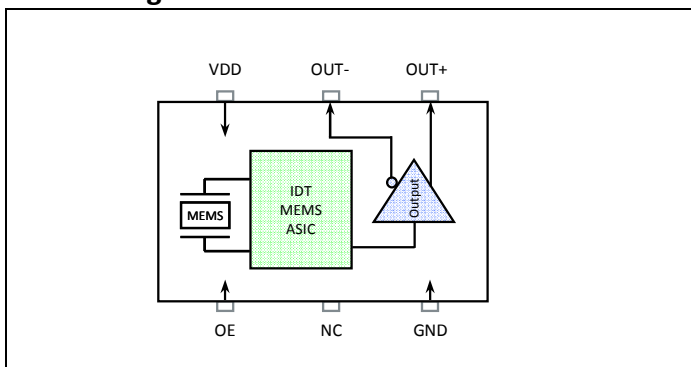 VDD OUT- OUT+
IDT
MEMS
ASIC
MEMS
Output
OE NC GND